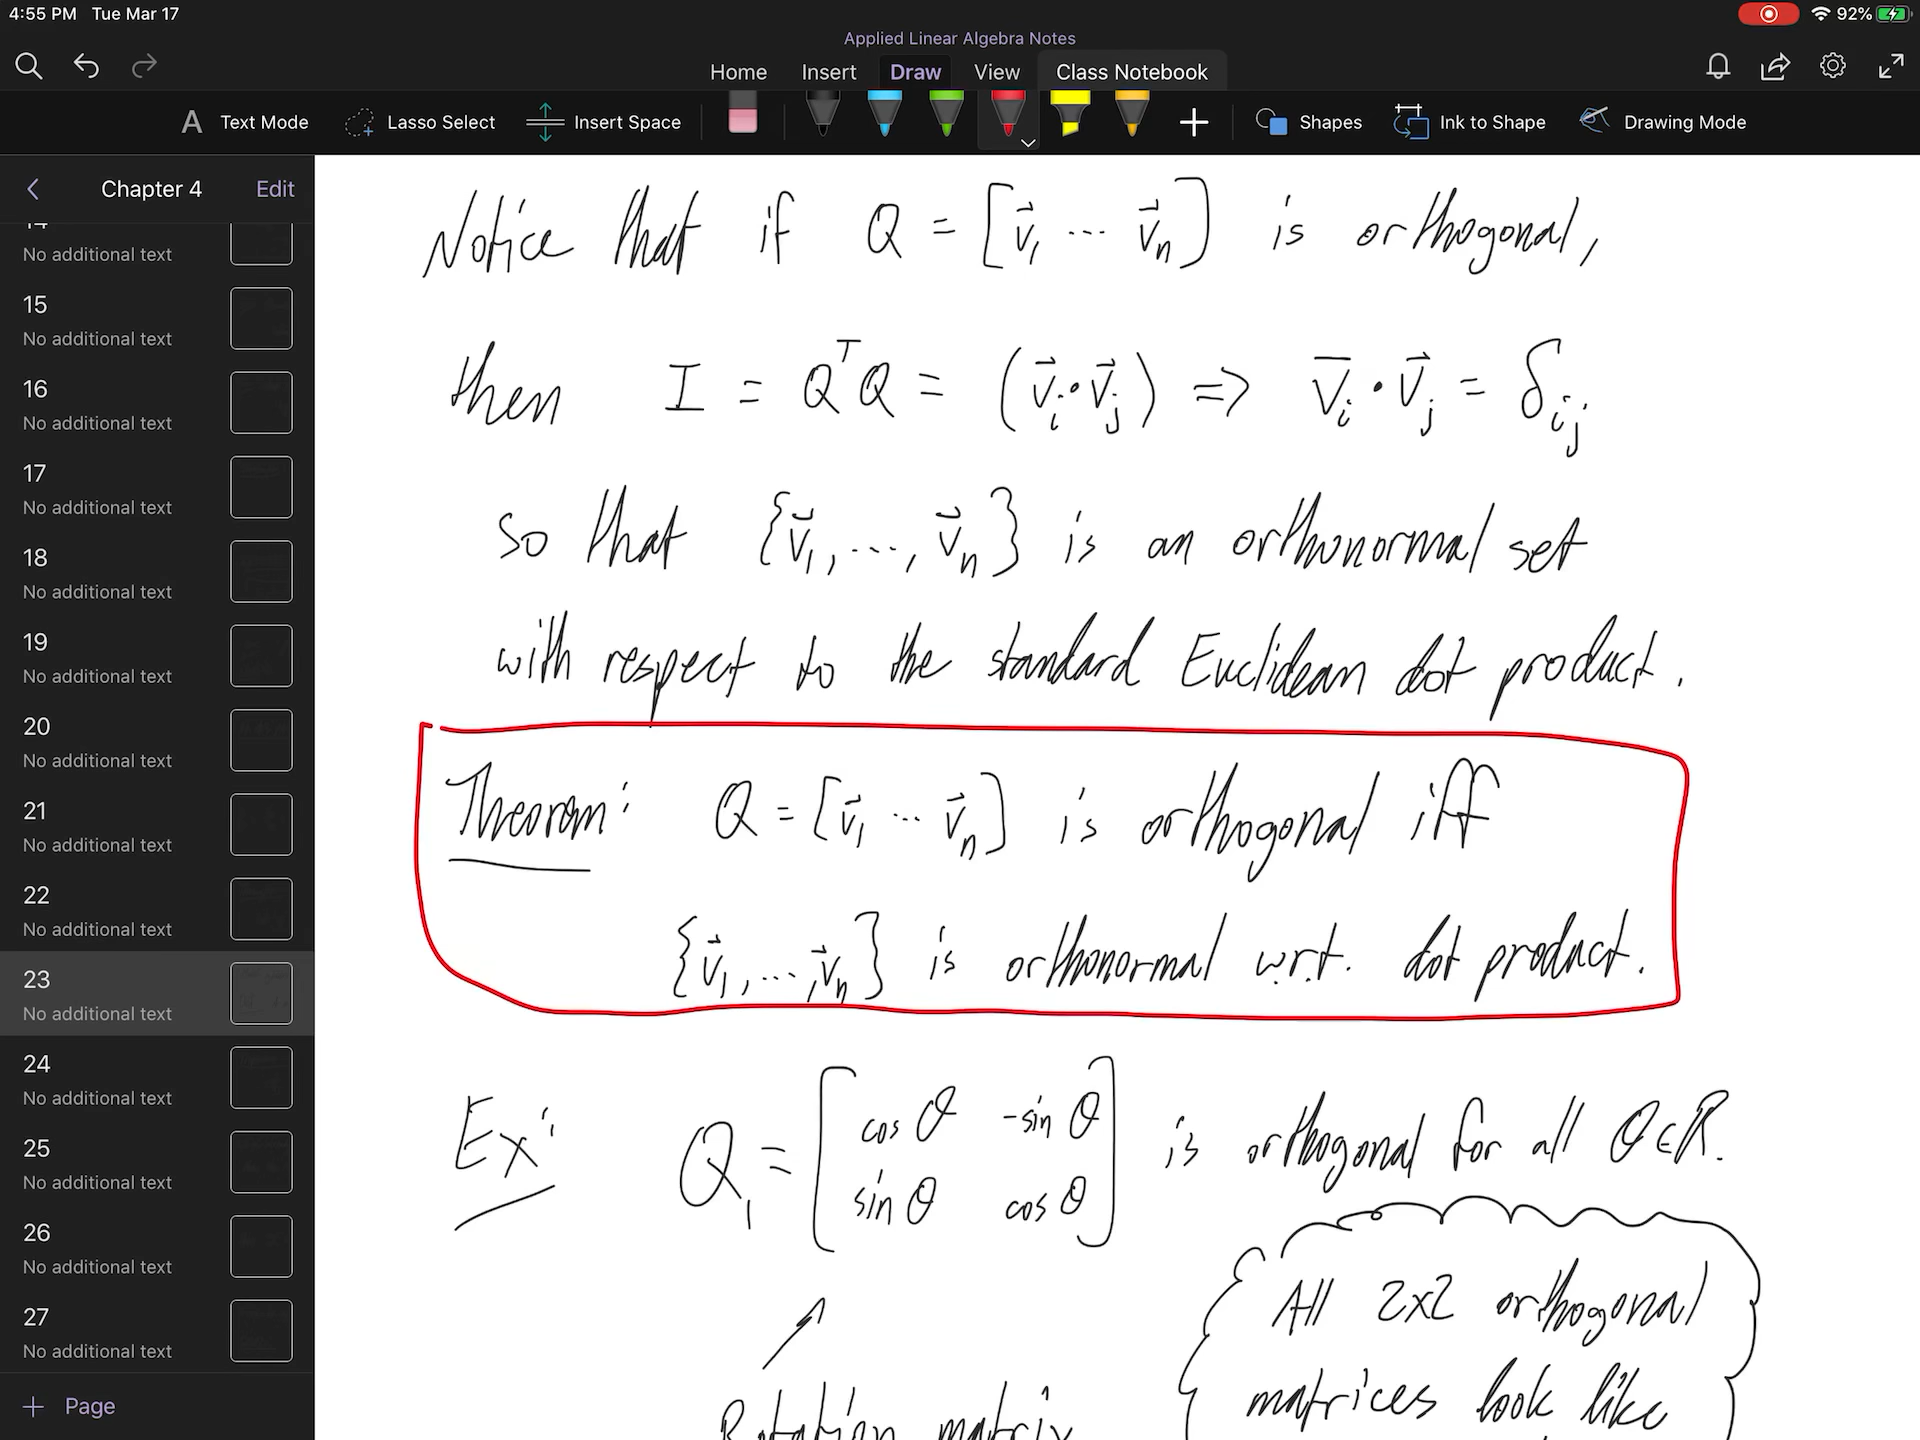 4:55 PM Tue Mar 17
92%
Applied Linear Algebra Notes
Home Insert Draw View Class Notebook
A Text Mode Lasso Select Insert Space Shapes Ink to Shape Drawing Mode
Chapter 4 Edit
14
No additional text
15
No additional text
16
No additional text
17
No additional text
18
No additional text
19
No additional text
20
No additional text
21
No additional text
22
No additional text
23
No additional text
24
No additional text
25
No additional text
26
No additional text
27
No additional text
+ Page
Notice that if Q = [v⃗₁ ... v⃗ₙ] is orthogonal,
then I = QᵀQ = (v⃗ᵢ·v⃗ⱼ) ⇒ v̅ᵢ · v⃗ⱼ = δᵢⱼ
so that {v⃗₁, ..., v⃗ₙ} is an orthonormal set
with respect to the standard Euclidean dot product.
Theorem: Q = [v⃗₁ ... v⃗ₙ] is orthogonal iff
{v⃗₁, ..., v⃗ₙ} is orthonormal w.r.t. dot product.
Ex: Q₁ = [cos θ -sin θ
sin θ cos θ] is orthogonal for all θ∈ℝ.
Rotation matrix
All 2x2 orthogonal
matrices look like